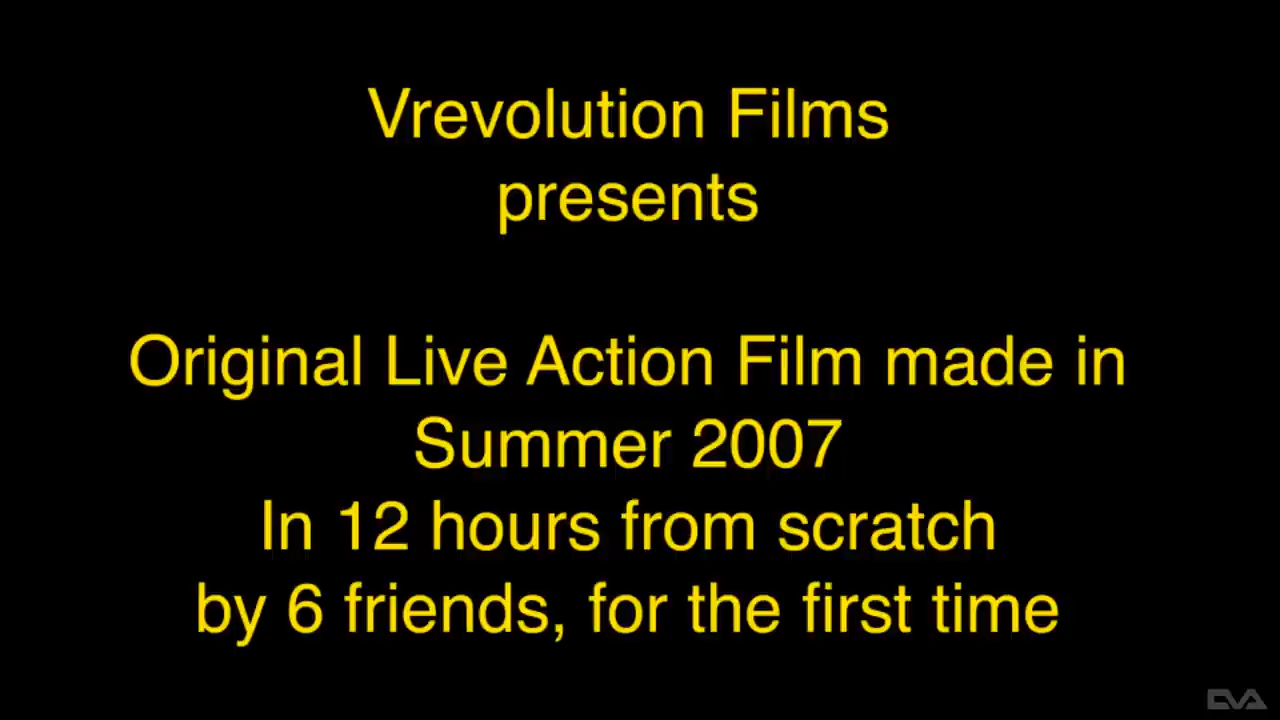 Vrevolution Films
presents
Original Live Action Film made in
Summer 2007
In 12 hours from scratch
by 6 friends, for the first time
CVA